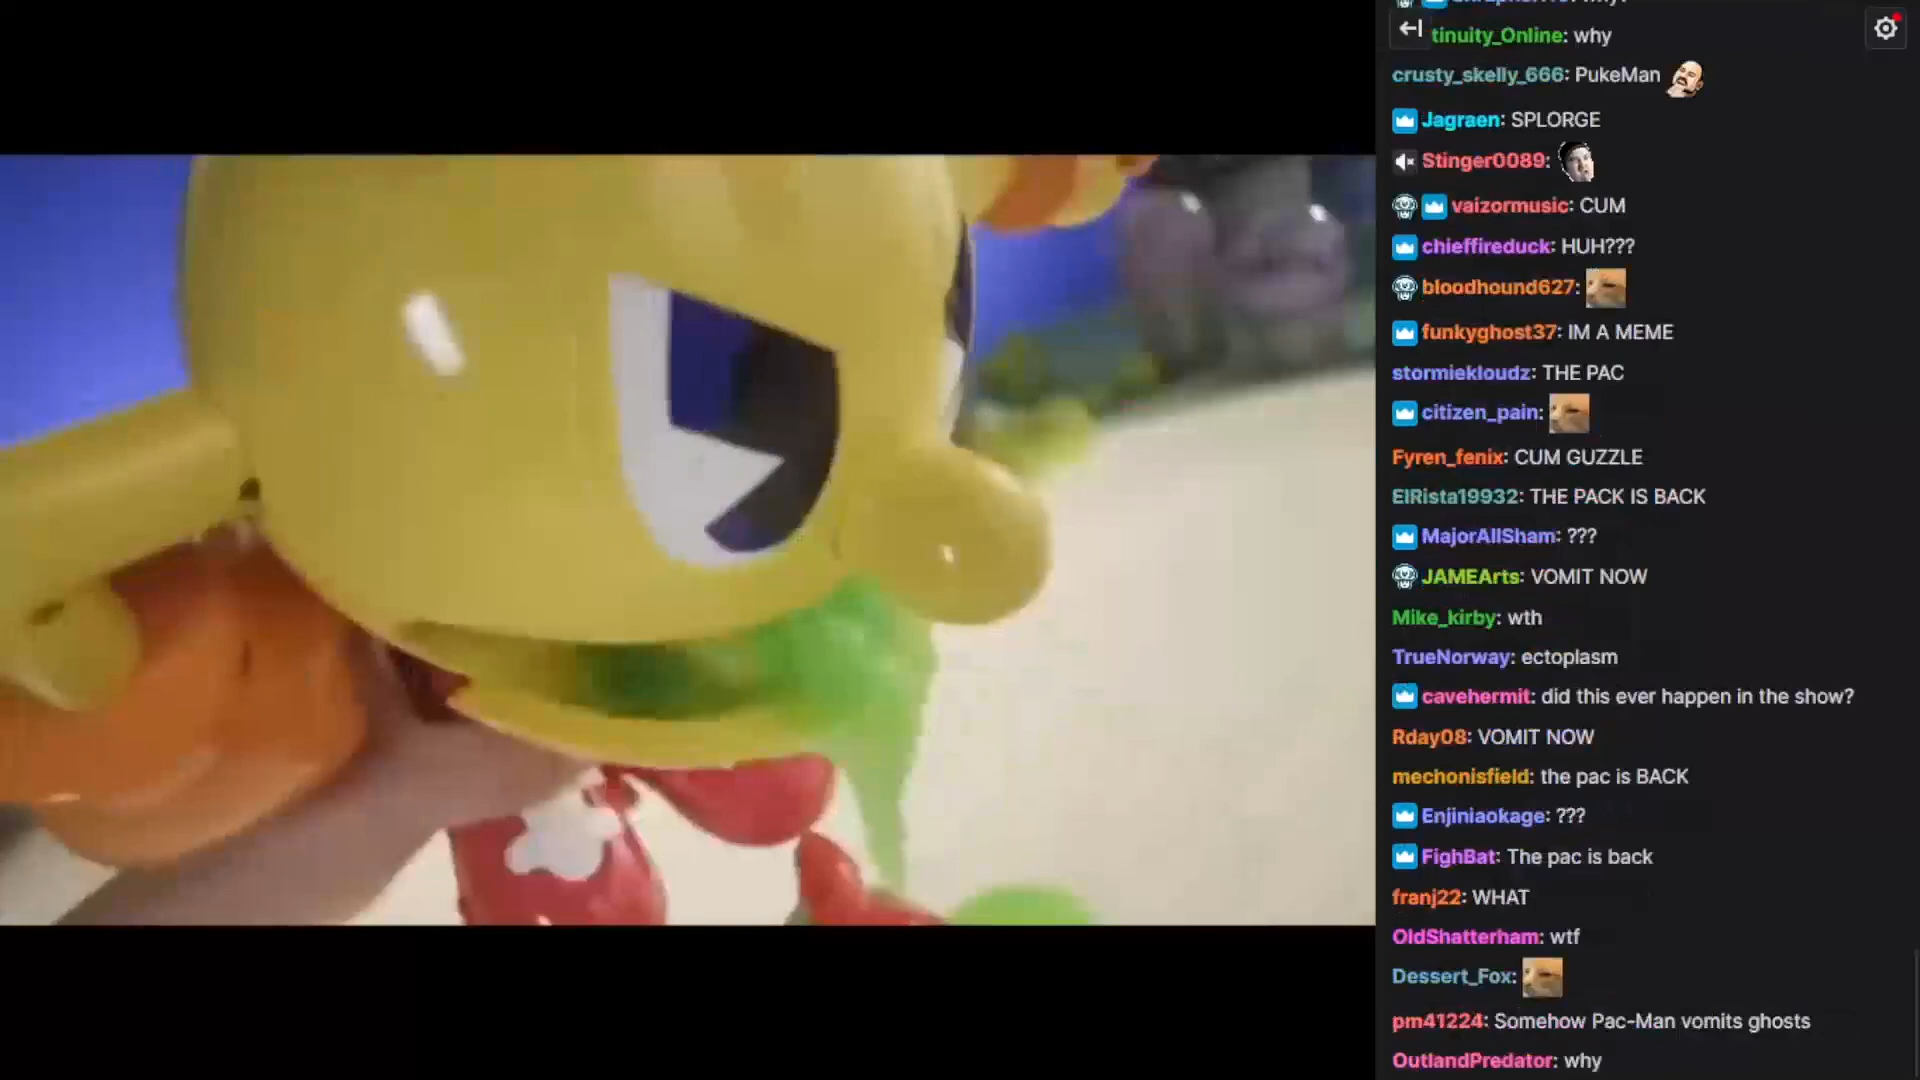 tinuity_Online: why
crusty_skelly_666: PukeMan
Jagraen: SPLORGE
Stinger0089:
vaizormusic: CUM
chieffireduck: HUH???
bloodhound627:
funkyghost37: IM A MEME
stormiekloudz: THE PAC
citizen_pain:
Fyren_fenix: CUM GUZZLE
ElRista19932: THE PACK IS BACK
MajorAllSham: ???
JAMEArts: VOMIT NOW
Mike_kirby: wth
TrueNorway: ectoplasm
cavehermit: did this ever happen in the show?
Rday08: VOMIT NOW
mechonisfield: the pac is BACK
Enjiniaokage: ???
FighBat: The pac is back
franj22: WHAT
OldShatterham: wtf
Dessert_Fox:
pm41224: Somehow Pac-Man vomits ghosts
OutlandPredator: why